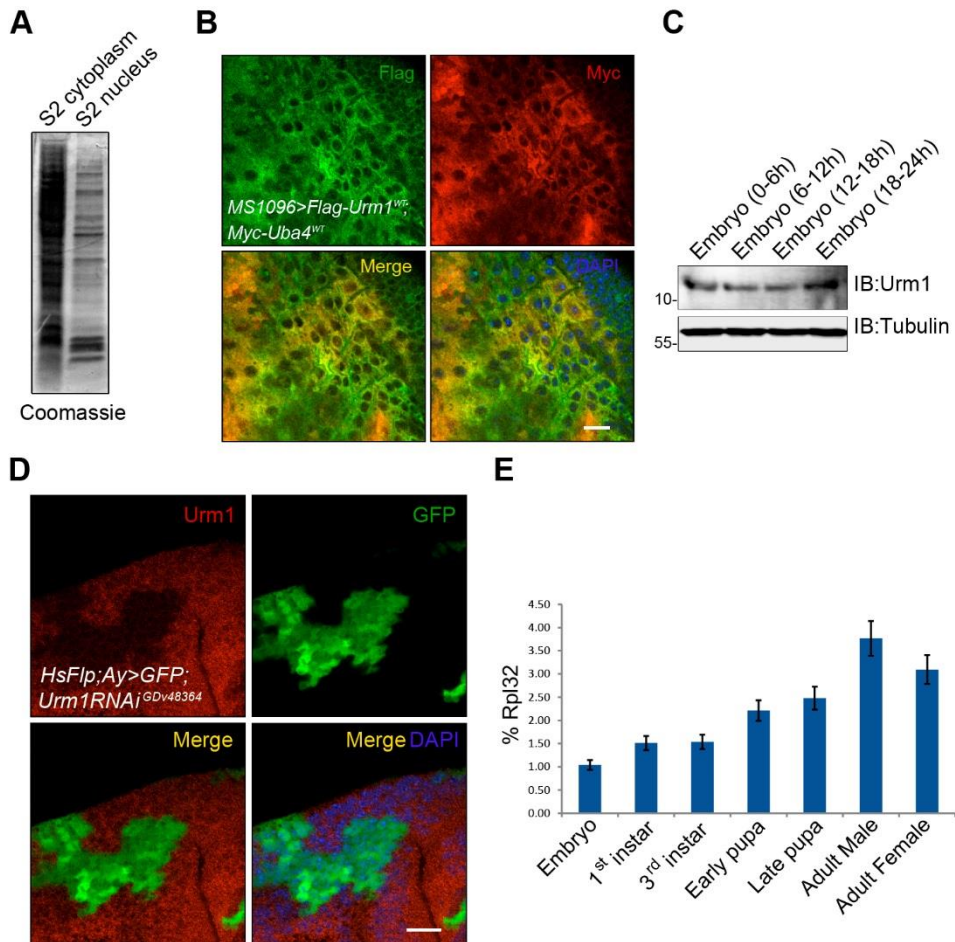 A
S2 cytoplasm
S2 nucleus
Coomassie
B
Flag
Myc
MS1096>Flag-Urm1ᵂᵀ;
Myc-Uba4ᵂᵀ
Merge
DAPI
C
Embryo (0-6h)
Embryo (6-12h)
Embryo (12-18h)
Embryo (18-24h)
10-
IB:Urm1
55-
IB:Tubulin
D
Urm1
GFP
HsFlp;Ay>GFP;
Urm1RNAi GDv48364
Merge
Merge DAPI
E
% Rpl32
4.50
4.00
3.50
3.00
2.50
2.00
1.50
1.00
0.50
0.00
Embryo
1st instar
3rd instar
Early pupa
Late pupa
Adult Male
Adult Female